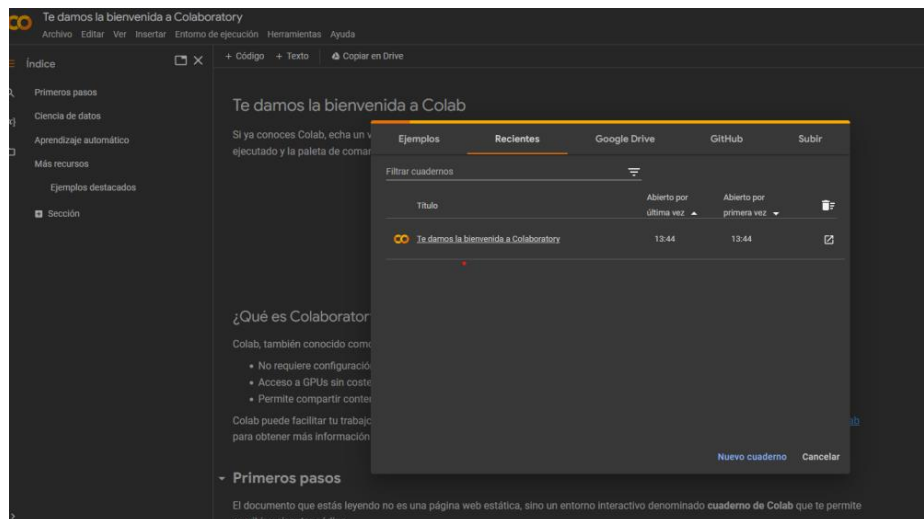 Te damos la bienvenida a Colaboratory
Archivo Editar Ver Insertar Entorno de ejecución Herramientas Ayuda
Índice
+ Código + Texto Copiar en Drive
Primeros pasos
Ciencia de datos
Aprendizaje automático
Más recursos
Ejemplos destacados
Sección
Te damos la bienvenida a Colab
Si ya conoces Colab, echa un v
ejecutado y la paleta de coma
Ejemplos Recientes Google Drive GitHub Subir
Filtrar cuadernos
Título
Abierto por
última vez
Abierto por
primera vez
Te damos la bienvenida a Colaboratory 13:44 13:44
¿Qué es Colaborator
Colab, también conocido como
• No requiere configuració
• Acceso a GPUs sin coste
• Permite compartir conte
Colab puede facilitar tu trabajo
ab
para obtener más información
Nuevo cuaderno Cancelar
Primeros pasos
El documento que estás leyendo no es una página web estática, sino un entorno interactivo denominado cuaderno de Colab que te permite